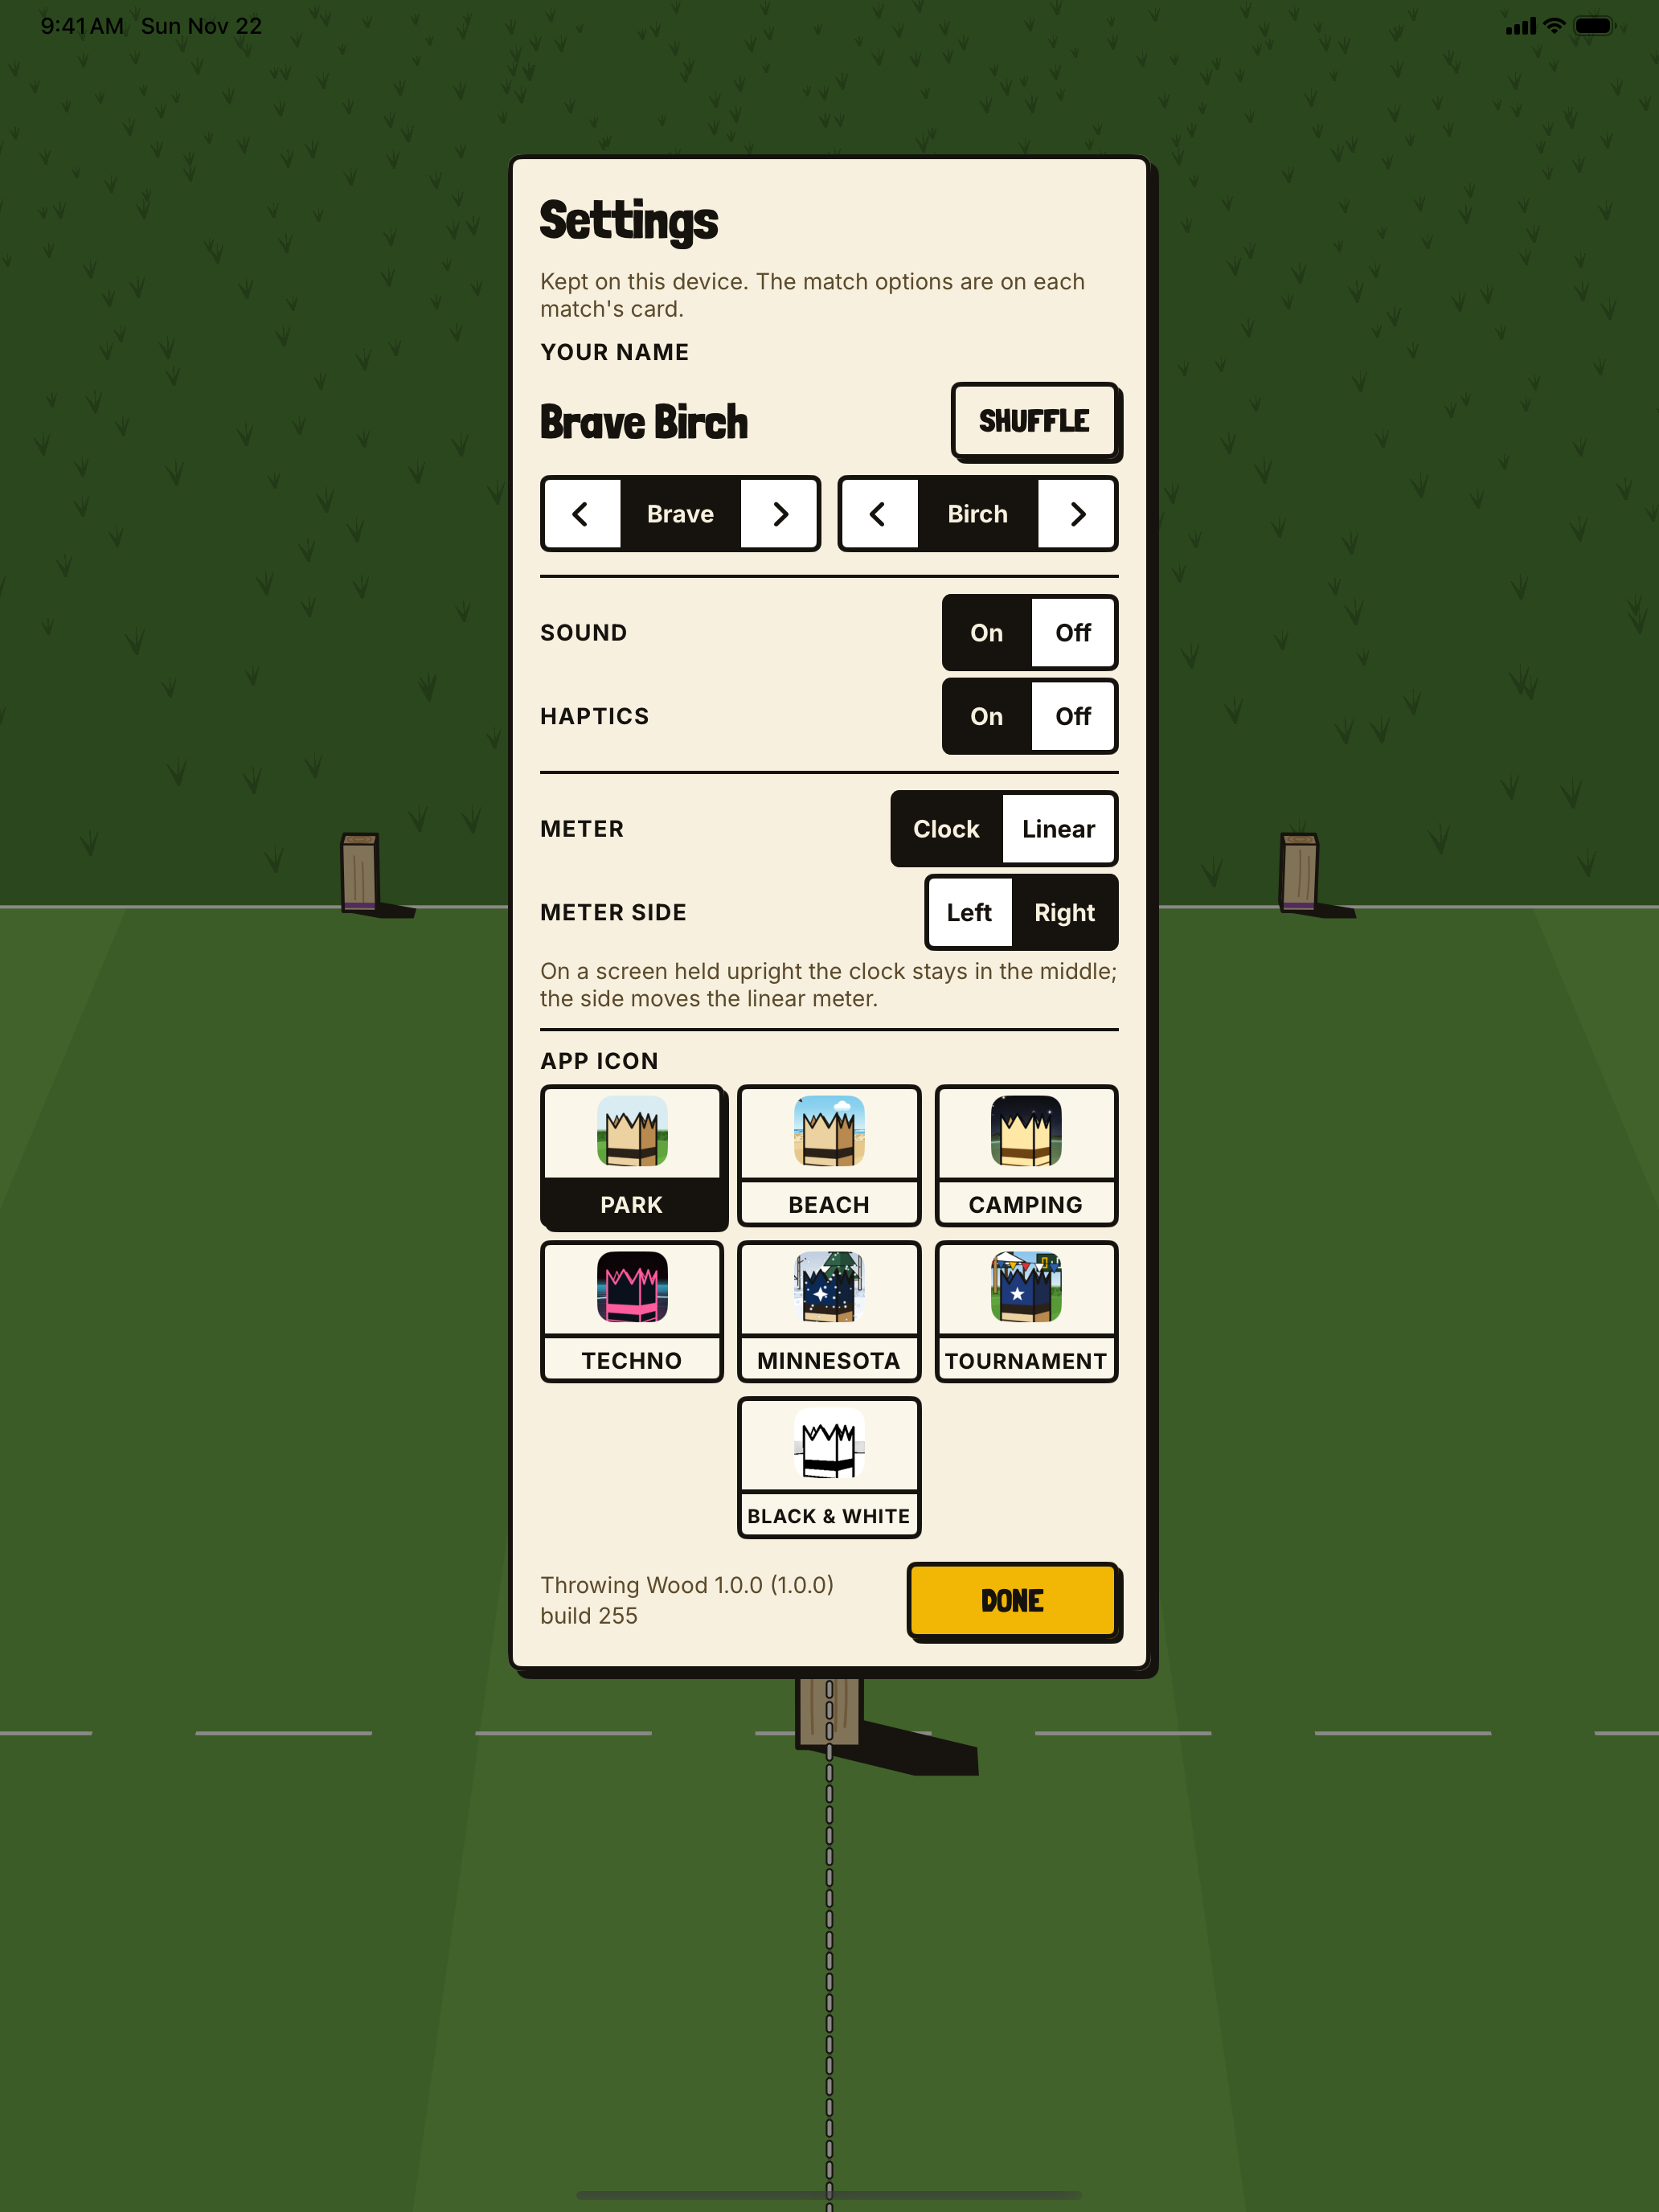 9:41 AM Sun Nov 22
Settings
Kept on this device. The match options are on each
match's card.
YOUR NAME
Brave Birch
SHUFFLE
Brave
Birch
SOUND
On
Off
HAPTICS
On
Off
METER
Clock
Linear
METER SIDE
Left
Right
On a screen held upright the clock stays in the middle;
the side moves the linear meter.
APP ICON
PARK
BEACH
CAMPING
TECHNO
MINNESOTA
TOURNAMENT
BLACK & WHITE
Throwing Wood 1.0.0 (1.0.0)
build 255
DONE